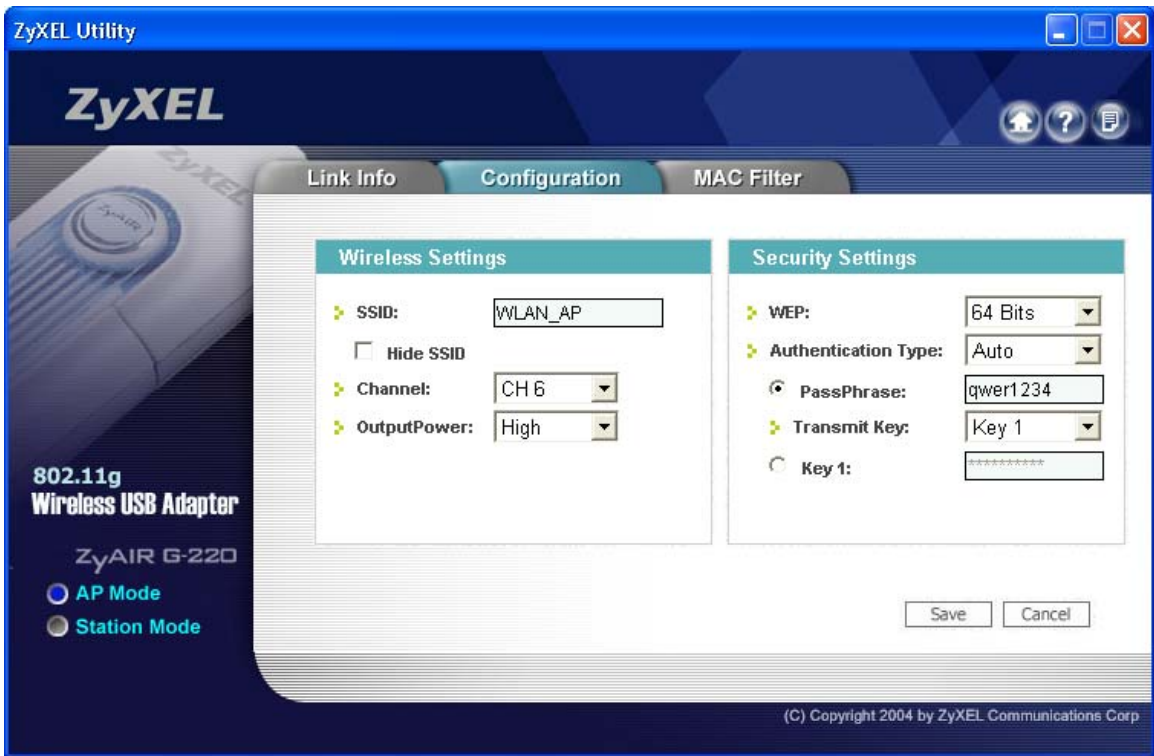 ZyXEL Utility
ZyXEL
ZyXEL
ZyAIR
Link Info
Configuration
MAC Filter
Wireless Settings
SSID: WLAN_AP
Hide SSID
Channel: CH 6
OutputPower: High
Security Settings
WEP: 64 Bits
Authentication Type: Auto
PassPhrase: qwer1234
Transmit Key: Key 1
Key 1: **********
802.11g
Wireless USB Adapter
ZyAIR G-220
AP Mode
Station Mode
Save
Cancel
(C) Copyright 2004 by ZyXEL Communications Corp